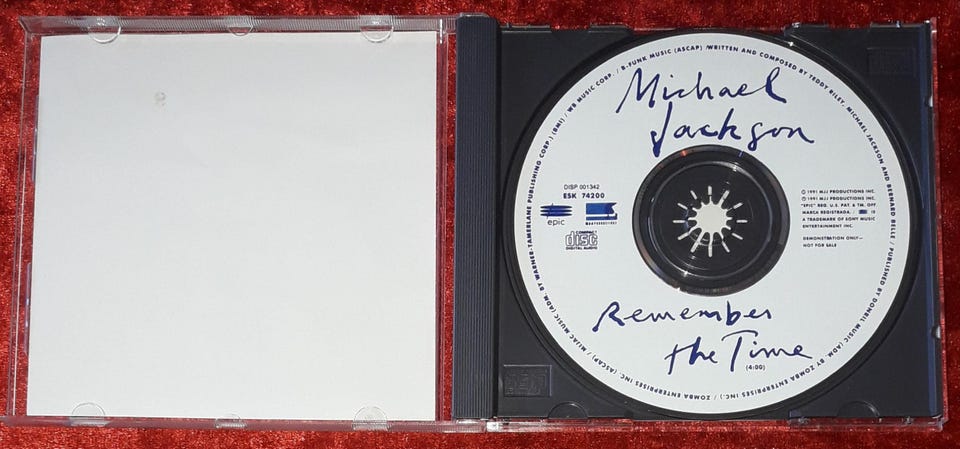 Michael
Jackson
DISP 001342
ESK 74200
epic
COMPACT
disc
DIGITAL AUDIO
℗ 1991 MJJ PRODUCTIONS INC.
© 1991 MJJ PRODUCTIONS INC.
"EPIC" REG. U.S. PAT. & TM. OFF.
MARCA REGISTRADA./ IS
A TRADEMARK OF SONY MUSIC
ENTERTAINMENT INC.
DEMONSTRATION ONLY—
NOT FOR SALE
Remember
the Time
(4:00)
WRITTEN AND COMPOSED BY TEDDY RILEY, MICHAEL JACKSON AND BERNARD BELLE / PUBLISHED BY DONRIL MUSIC (ADM. BY ZOMBA ENTERPRISES INC.) / ZOMBA ENTERPRISES INC. (ASCAP) / MIJAC MUSIC (ADM. BY WARNER-TAMERLANE PUBLISHING CORP.) (BMI) / WB MUSIC CORP. / B-FUNK MUSIC (ASCAP) /